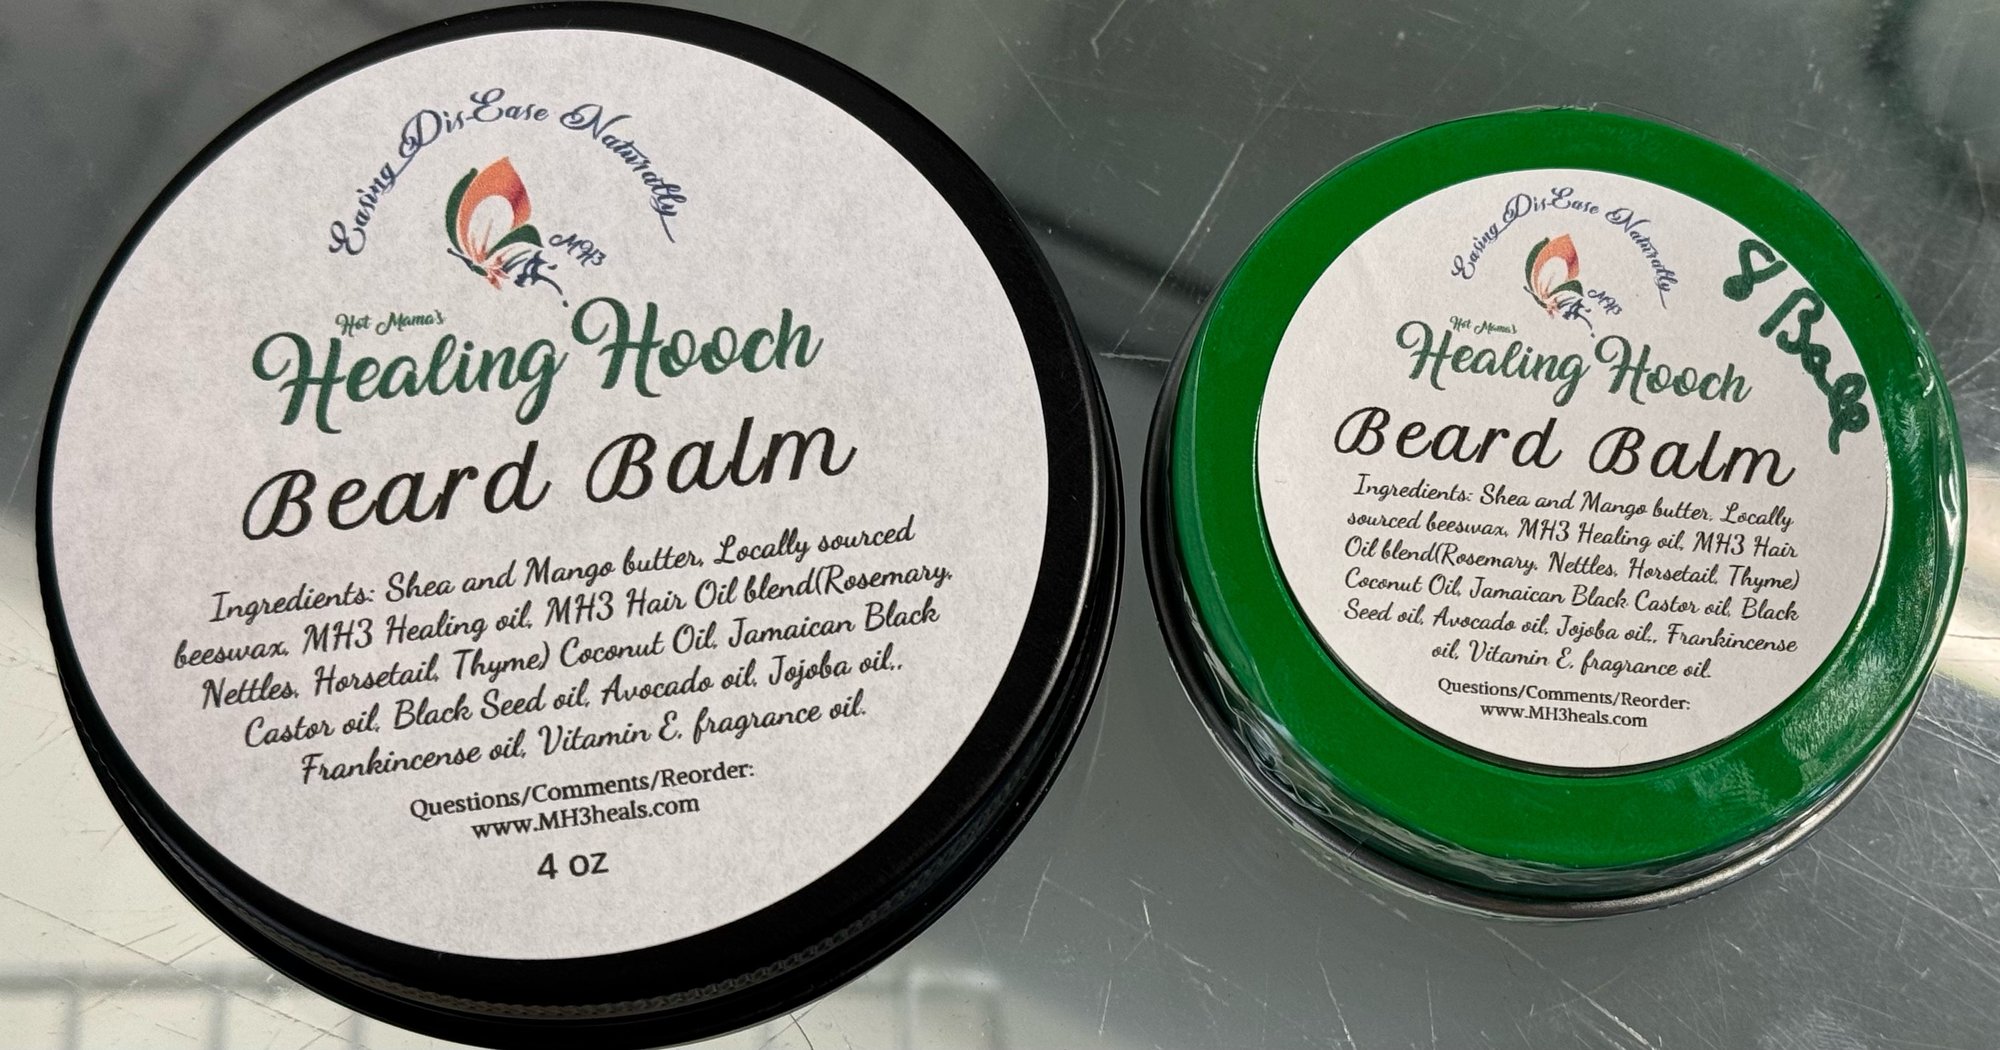 Easing Dis-Ease Naturally
MH3
Hot Mama's
Healing Hooch
Beard Balm
Ingredients: Shea and Mango butter, Locally sourced
beeswax, MH3 Healing oil, MH3 Hair Oil blend(Rosemary,
Nettles, Horsetail, Thyme) Coconut Oil, Jamaican Black
Castor oil, Black Seed oil, Avocado oil, Jojoba oil,,
Frankincense oil, Vitamin E, fragrance oil.
Questions/Comments/Reorder:
www.MH3heals.com
4 oz
Easing Dis-Ease Naturally
MH3
Hot Mama's
Healing Hooch
Beard Balm
Ingredients: Shea and Mango butter, Locally
sourced beeswax, MH3 Healing oil, MH3 Hair
Oil blend(Rosemary, Nettles, Horsetail, Thyme)
Coconut Oil, Jamaican Black Castor oil, Black
Seed oil, Avocado oil, Jojoba oil,, Frankincense
oil, Vitamin E, fragrance oil.
Questions/Comments/Reorder:
www.MH3heals.com
8